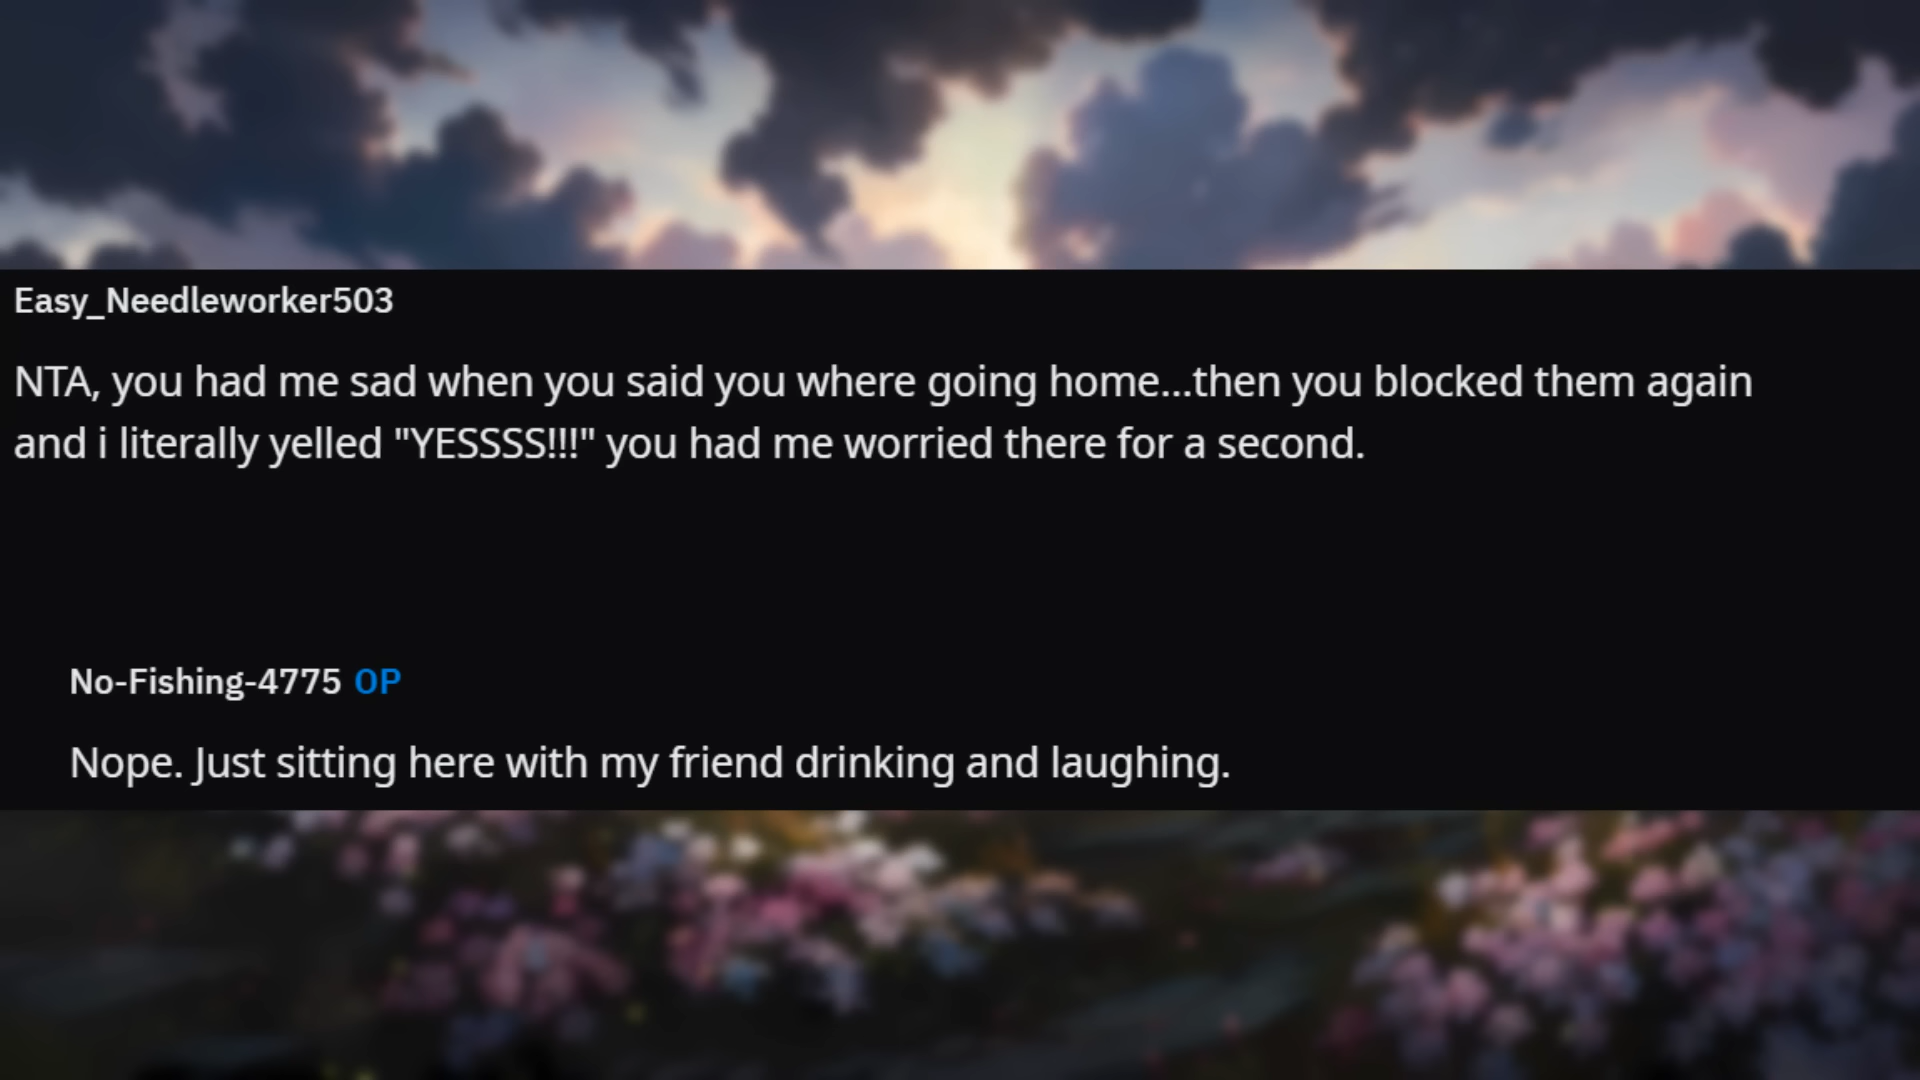 Easy_Needleworker503
NTA, you had me sad when you said you where going home...then you blocked them again
and i literally yelled "YESSSS!!!" you had me worried there for a second.
No-Fishing-4775 OP
Nope. Just sitting here with my friend drinking and laughing.